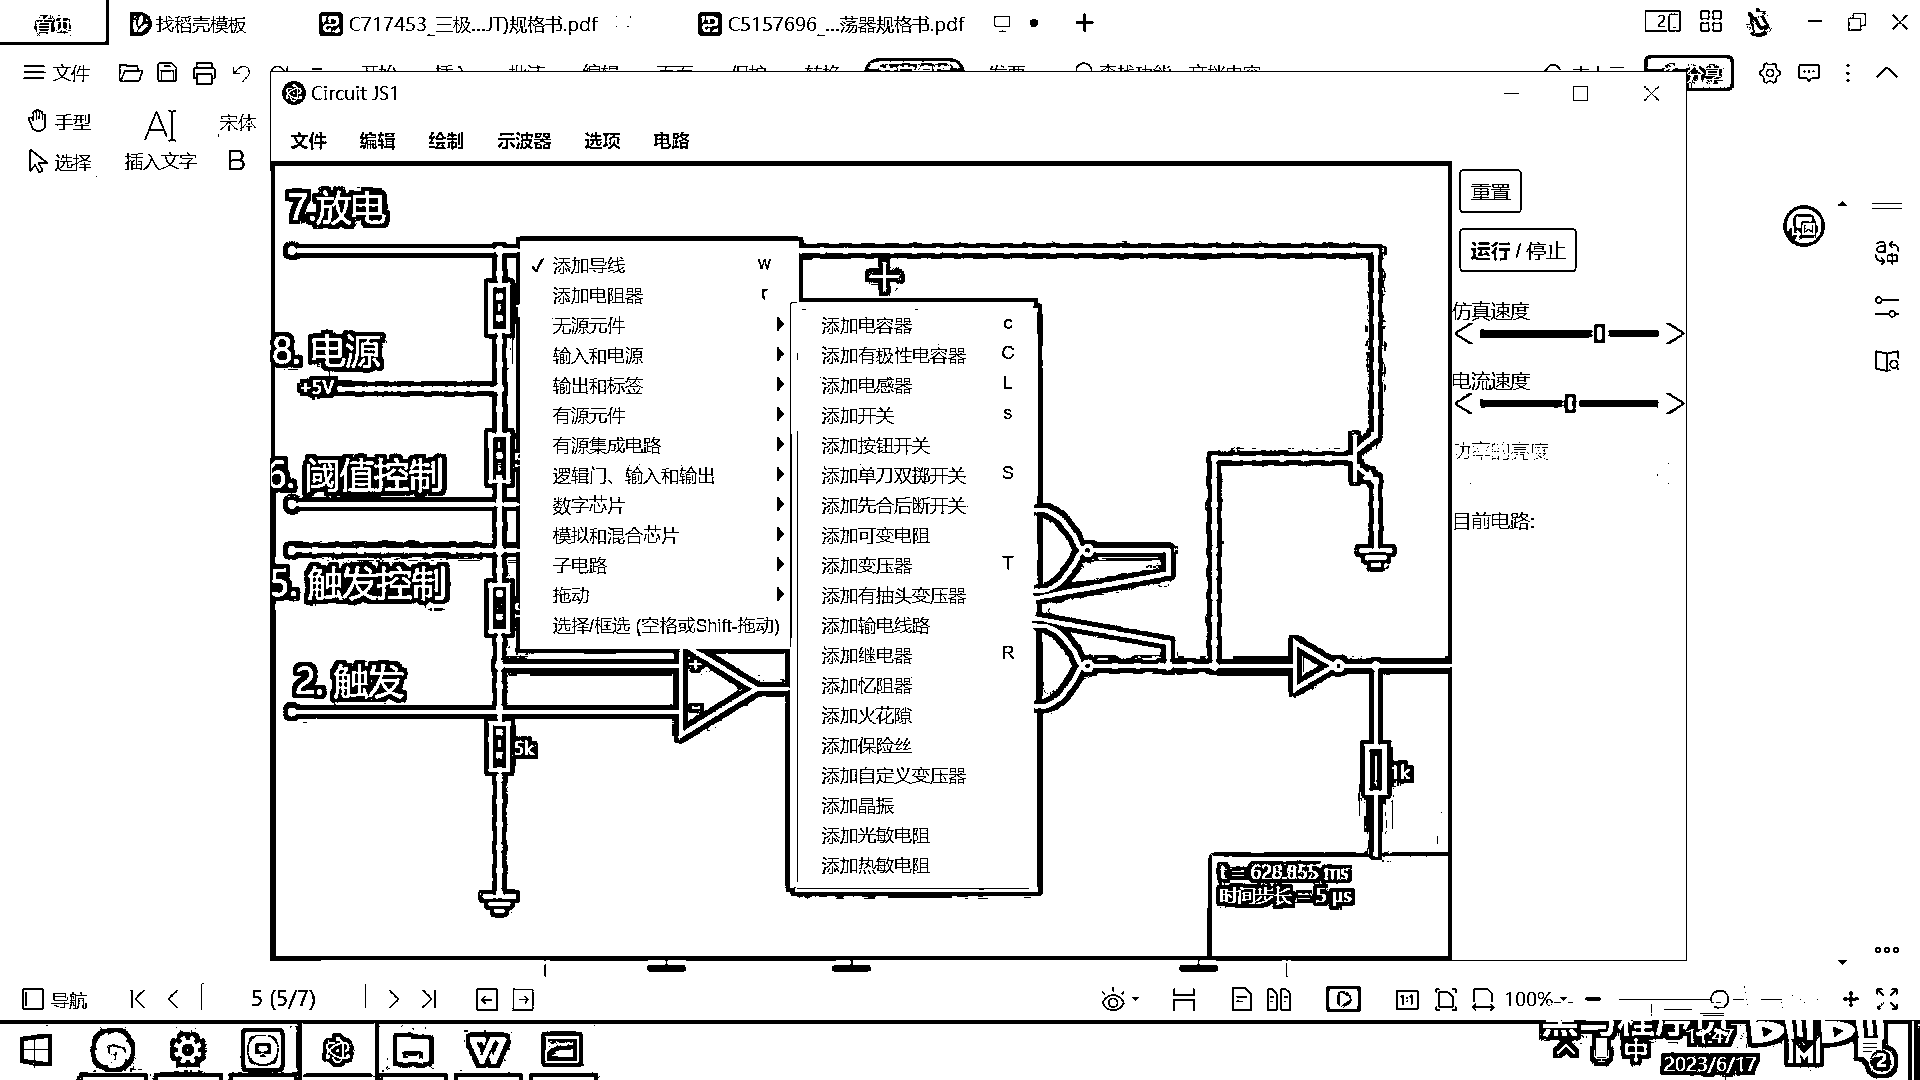 首页
找稻壳模板
C717453_三极...JT)规格书.pdf
C5157696_...荡器规格书.pdf
文件
分享
手型
选择
插入文字
宋体
B
Circuit JS1
文件
编辑
绘制
示波器
选项
电路
7.放电
8. 电源
+5V
6. 阈值控制
5. 触发控制
2. 触发
5k
1k
添加导线 w
添加电阻器 r
无源元件
输入和电源
输出和标签
有源元件
有源集成电路
逻辑门、输入和输出
数字芯片
模拟和混合芯片
子电路
拖动
选择/框选 (空格或Shift-拖动)
添加电容器 c
添加有极性电容器 C
添加电感器 L
添加开关 s
添加按钮开关
添加单刀双掷开关 S
添加先合后断开关
添加可变电阻
添加变压器 T
添加有抽头变压器
添加输电线路
添加继电器 R
添加忆阻器
添加火花隙
添加保险丝
添加自定义变压器
添加晶振
添加光敏电阻
添加热敏电阻
t = 628.855 ms
时间步长 = 5 μs
重置
运行 / 停止
仿真速度
电流速度
功率的亮度
目前电路:
导航
5 (5/7)
1:1
100%
中
14:47
2023/6/17
2